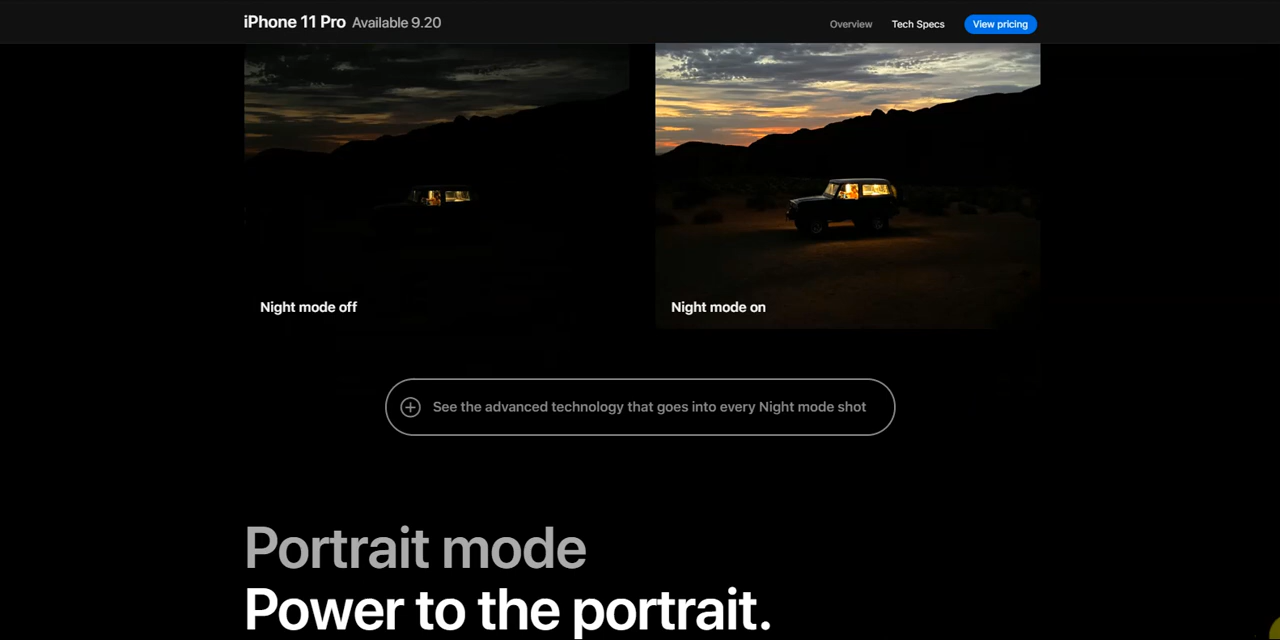 iPhone 11 Pro Available 9.20
Overview Tech Specs View pricing
Night mode off
Night mode on
See the advanced technology that goes into every Night mode shot
Portrait mode
Power to the portrait.